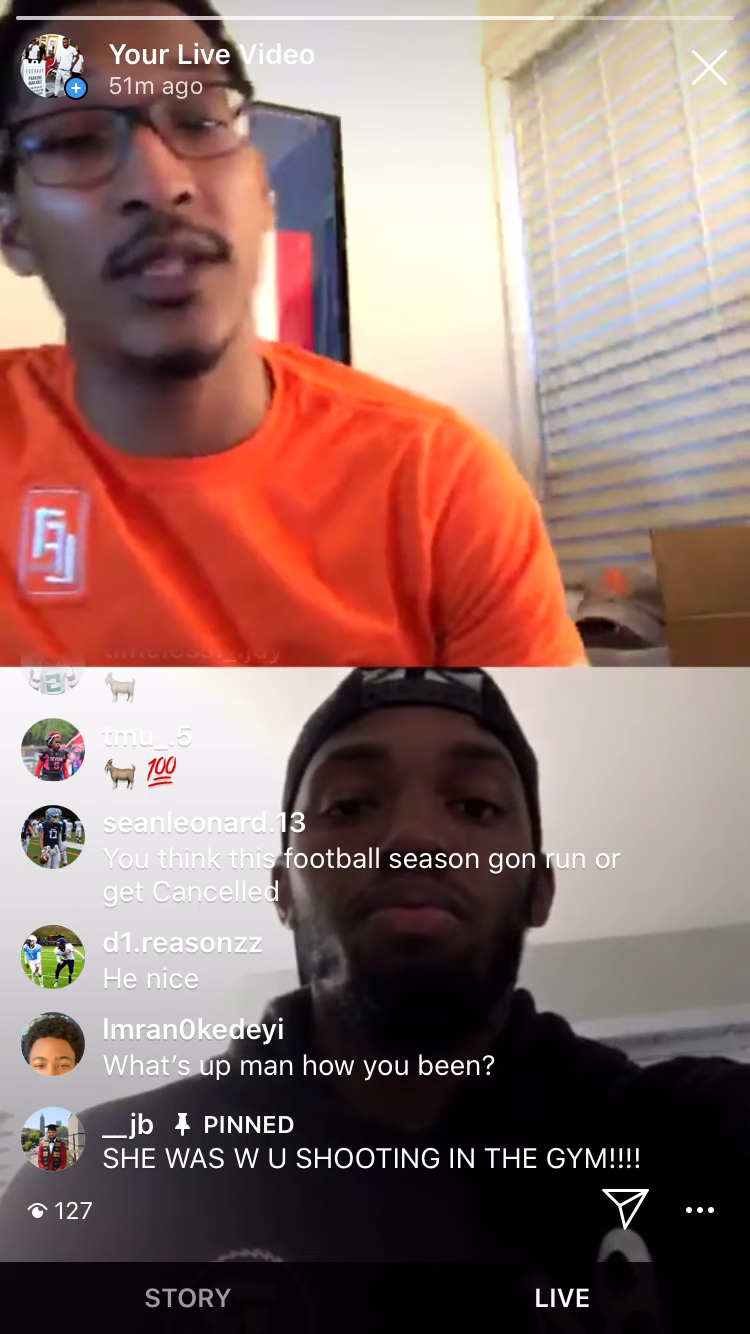 Your Live Video
51m ago
timeless._.jay
tmu_.5
seanleonard.13
You think this football season gon run or
get Cancelled
d1.reasonzz
He nice
Imran0kedeyi
What's up man how you been?
__jb PINNED
SHE WAS W U SHOOTING IN THE GYM!!!!
127
STORY LIVE